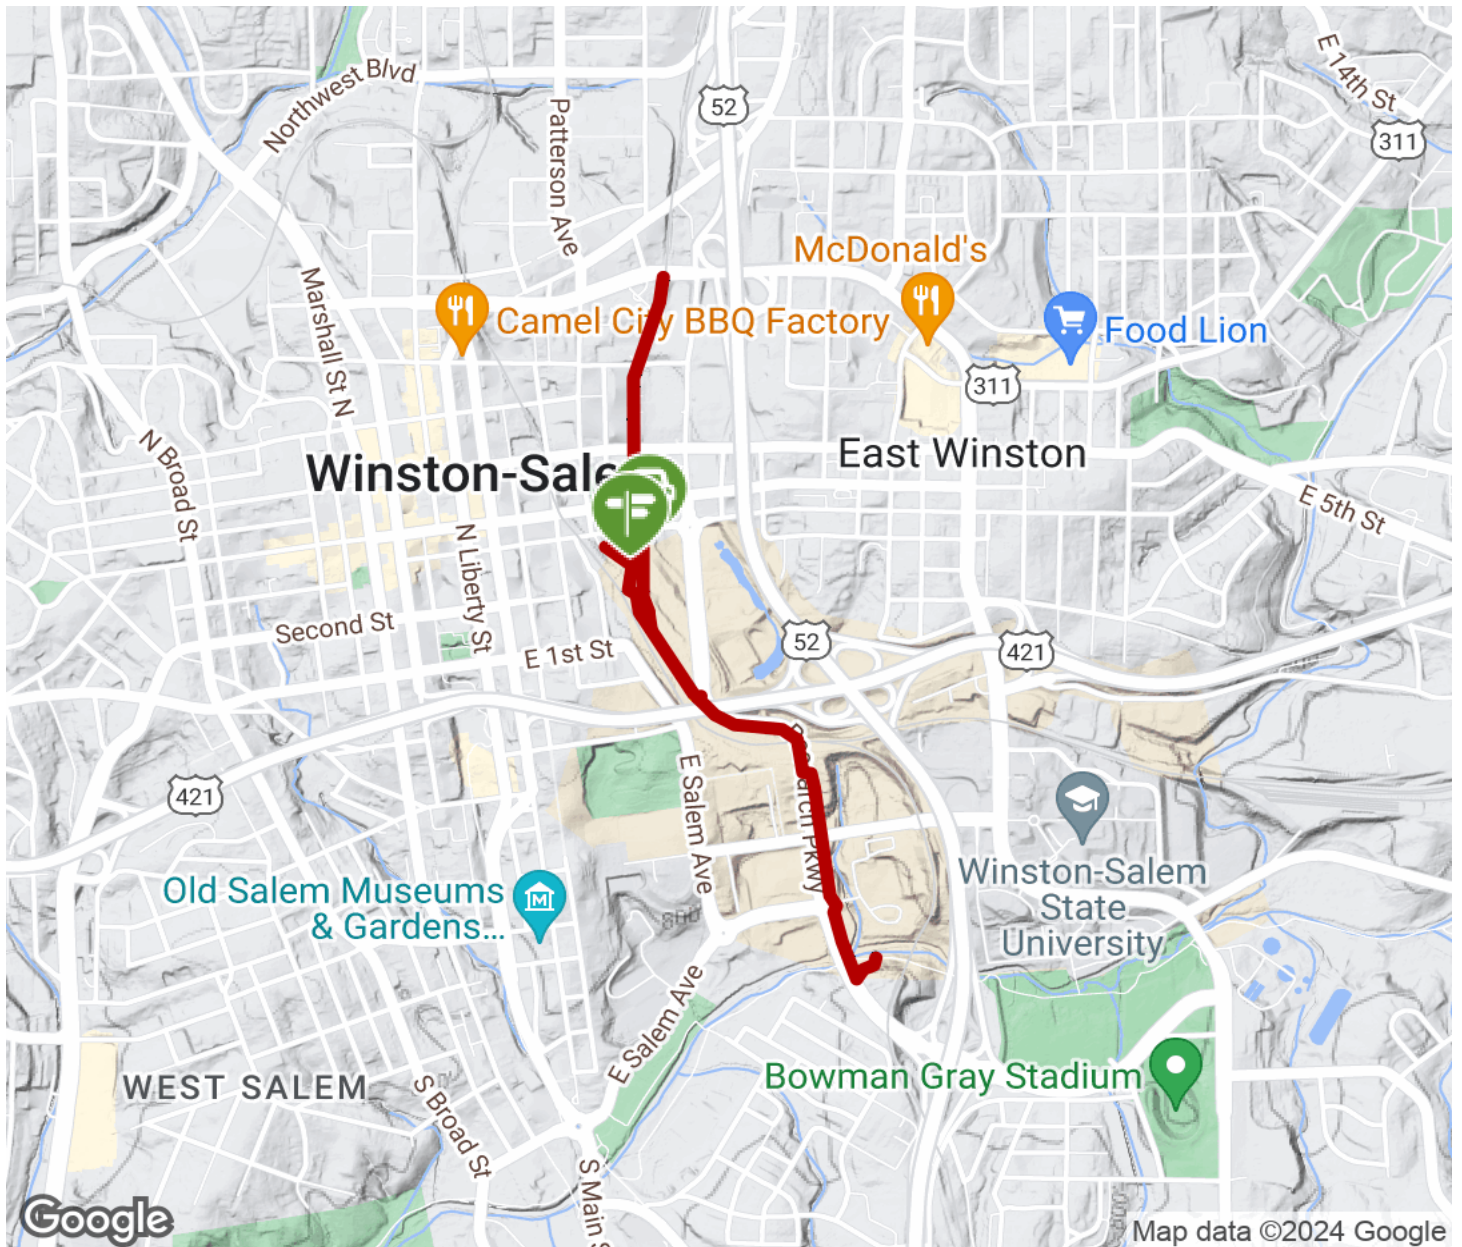 Northwest Blvd
Patterson Ave
52
E 14th St
311
McDonald's
Marshall St N
Camel City BBQ Factory
Food Lion
311
N Broad St
Winston-Sale
East Winston
E 5th St
N Liberty St
Second St
E 1st St
52
421
421
E Salem Ave
Pkwy
Old Salem Museums
& Gardens...
Winston-Salem
State
University
E Salem Ave
WEST SALEM
S Broad St
Bowman Gray Stadium
S Main S
Google
Map data ©2024 Google